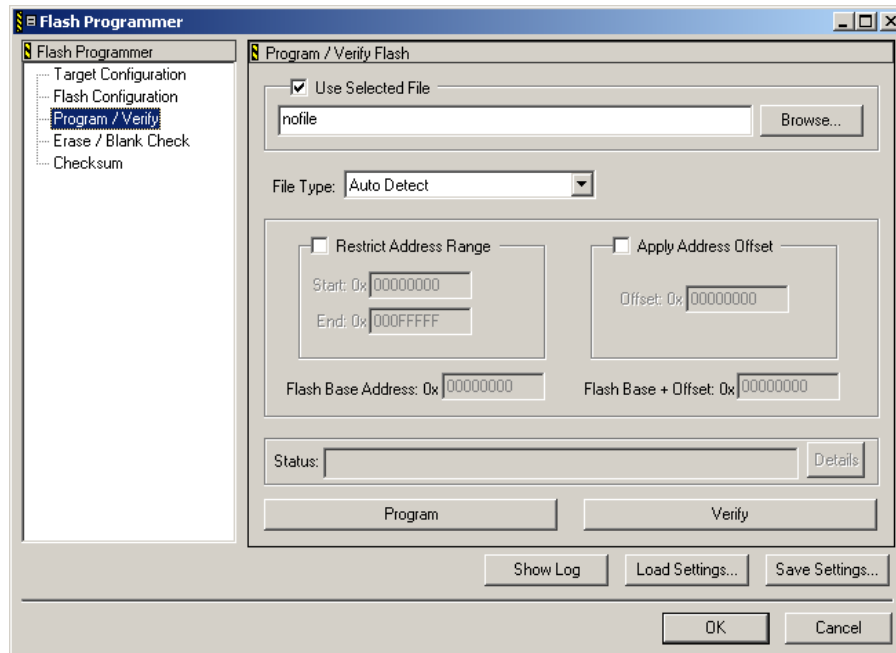 Flash Programmer
Flash Programmer
Target Configuration
Flash Configuration
Program / Verify
Erase / Blank Check
Checksum
Program / Verify Flash
Use Selected File
nofile
Browse...
File Type: Auto Detect
Restrict Address Range
Start: 0x 00000000
End: 0x 000FFFFF
Apply Address Offset
Offset: 0x 00000000
Flash Base Address: 0x 00000000
Flash Base + Offset: 0x 00000000
Status:
Details
Program
Verify
Show Log
Load Settings...
Save Settings...
OK
Cancel